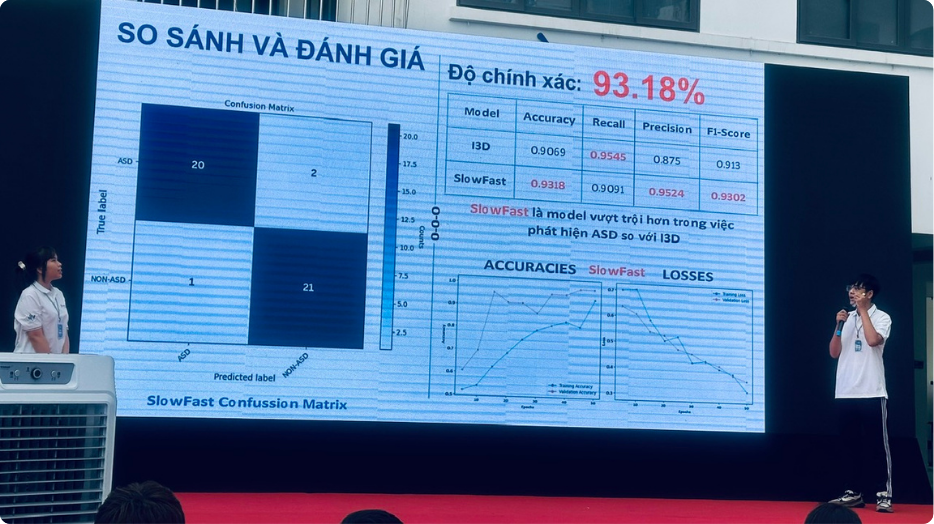 SO SÁNH VÀ ĐÁNH GIÁ
Confusion Matrix
True label
ASD
NON-ASD
20
2
1
21
ASD
NON-ASD
Predicted label
20.0
17.5
15.0
12.5
10.0
7.5
5.0
2.5
Counts
SlowFast Confussion Matrix
Độ chính xác: 93.18%
Model Accuracy Recall Precision F1-Score
I3D 0.9069 0.9545 0.875 0.913
SlowFast 0.9318 0.9091 0.9524 0.9302
SlowFast là model vượt trội hơn trong việc
phát hiện ASD so với I3D
ACCURACIES SlowFast LOSSES
Training Accuracy
Validation Accuracy
Epochs
Training Loss
Validation Loss
Epochs